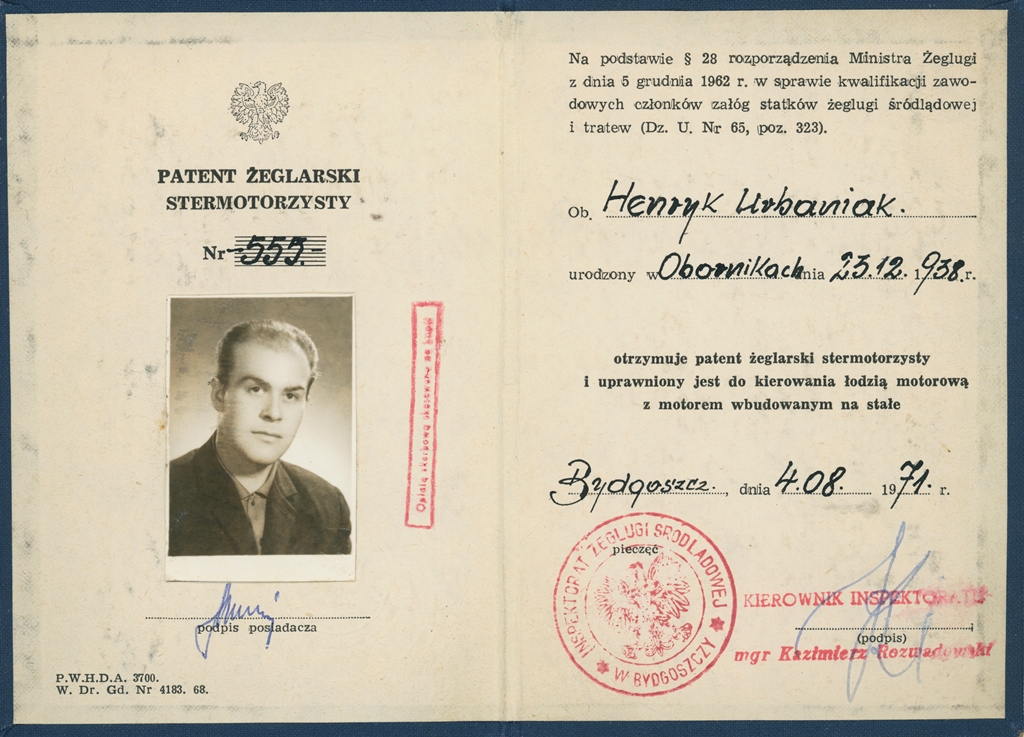 PATENT ŻEGLARSKI
STERMOTORZYSTY
Nr 555.-
Opłatę skarbową skasowano na
podpis posiadacza
P.W.H.D.A. 3700.
W. Dr. Gd. Nr 4183. 68.
Na podstawie § 28 rozporządzenia Ministra Żeglugi
z dnia 5 grudnia 1962 r. w sprawie kwalifikacji zawo-
dowych członków załóg statków żeglugi śródlądowej
i tratew (Dz. U. Nr 65, poz. 323).
Ob. Henryk Urbaniak.
urodzony w Obornikach dnia 23.12. 1938. r.
otrzymuje patent żeglarski stermotorzysty
i uprawniony jest do kierowania łodzią motorową
z motorem wbudowanym na stałe
Bydgoszcz., dnia 4.08. 1971. r.
pieczęć
INSPEKTORAT ŻEGLUGI ŚRÓDLĄDOWEJ
W BYDGOSZCZY
KIEROWNIK INSPEKTORATU
(podpis)
mgr Kazimierz Rozwadowski